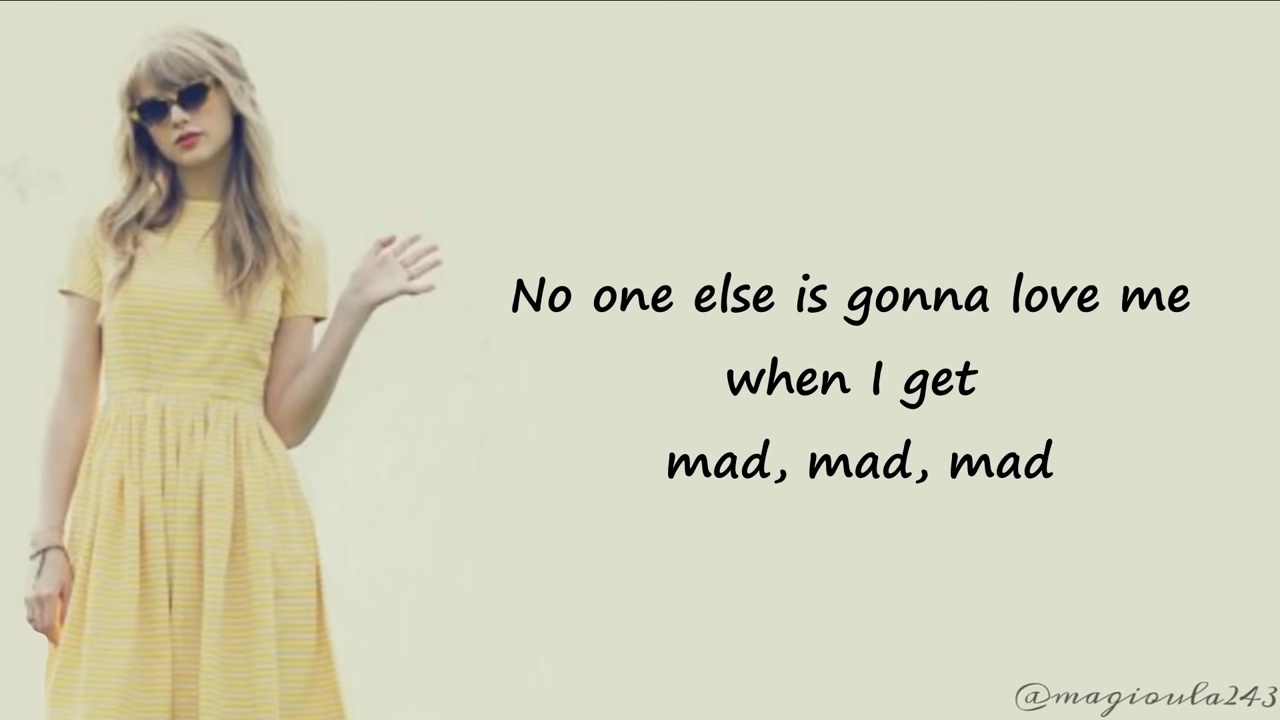 No one else is gonna love me
when I get
mad, mad, mad
@magioula243